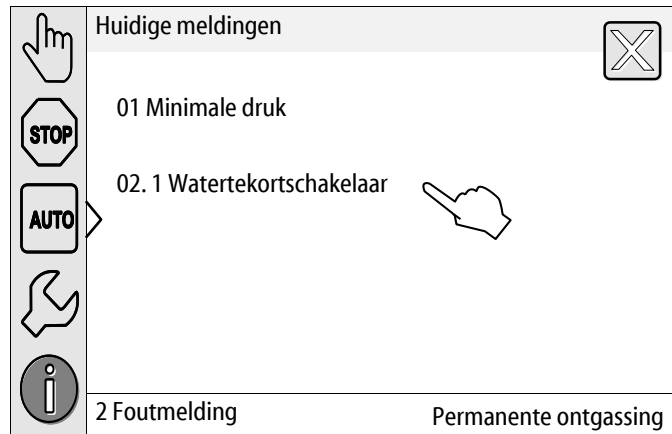 Huidige meldingen
01 Minimale druk
STOP
02. 1 Watertekortschakelaar
AUTO
2 Foutmelding
Permanente ontgassing